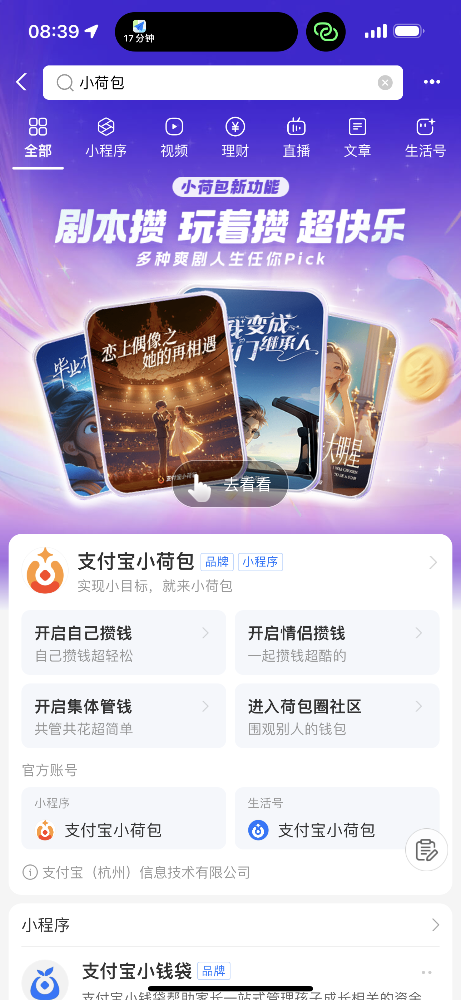 08:39
17 分钟
小荷包
全部
小程序
视频
理财
直播
文章
生活号
小荷包新功能
剧本攒 玩着攒 超快乐
多种爽剧人生任你Pick
毕业
恋上偶像之
她的再相遇
我变成
门继承人
大明星
I WAS CHOSEN
TO BE A STAR
支付宝小荷包
去看看
支付宝小荷包 品牌 小程序
实现小目标，就来小荷包
开启自己攒钱
自己攒钱超轻松
开启情侣攒钱
一起攒钱超酷的
开启集体管钱
共管共花超简单
进入荷包圈社区
围观别人的钱包
官方账号
小程序
支付宝小荷包
生活号
支付宝小荷包
支付宝（杭州）信息技术有限公司
小程序
支付宝小钱袋 品牌
支付宝小钱袋帮助家长一站式管理孩子成长相关的资金